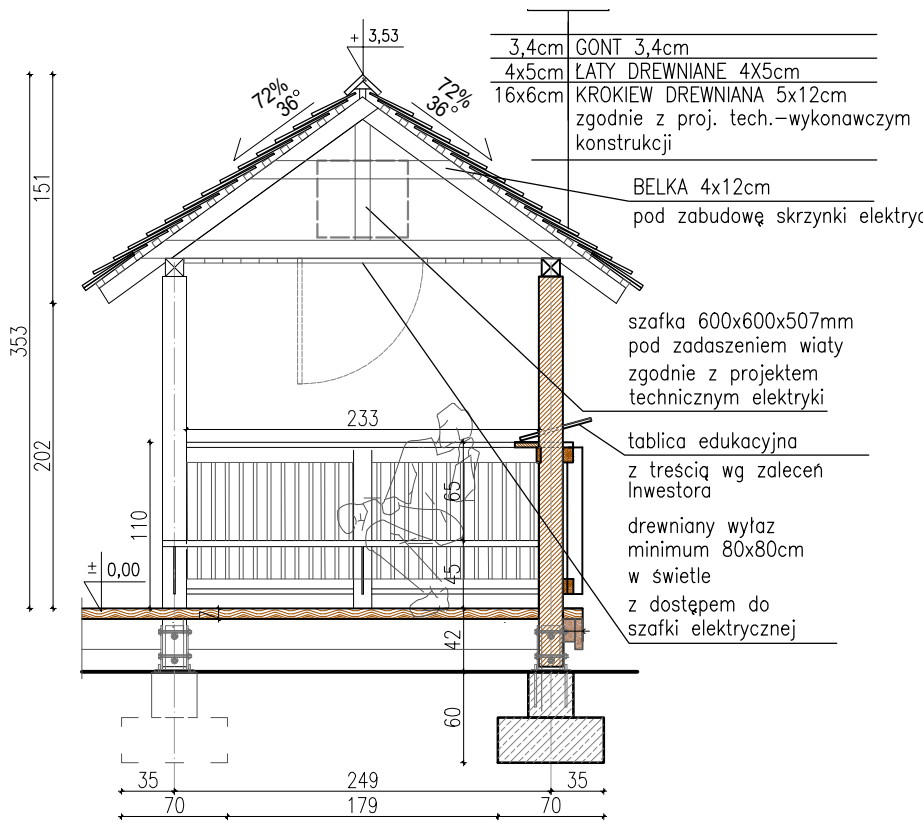 + 3,53
3,4cm GONT 3,4cm
4x5cm ŁATY DREWNIANE 4X5cm
16x6cm KROKIEW DREWNIANA 5x12cm
zgodnie z proj. tech.-wykonawczym
konstrukcji
72%
36°
72%
36°
BELKA 4x12cm
pod zabudowę skrzynki elektryc
151
353
202
szafka 600x600x507mm
pod zadaszeniem wiaty
zgodnie z projektem
technicznym elektryki
233
tablica edukacyjna
z treścią wg zaleceń
Inwestora
110
65
45
drewniany wyłaz
minimum 80x80cm
w świetle
z dostępem do
szafki elektrycznej
± 0,00
7
42
60
35 249 35
70 179 70